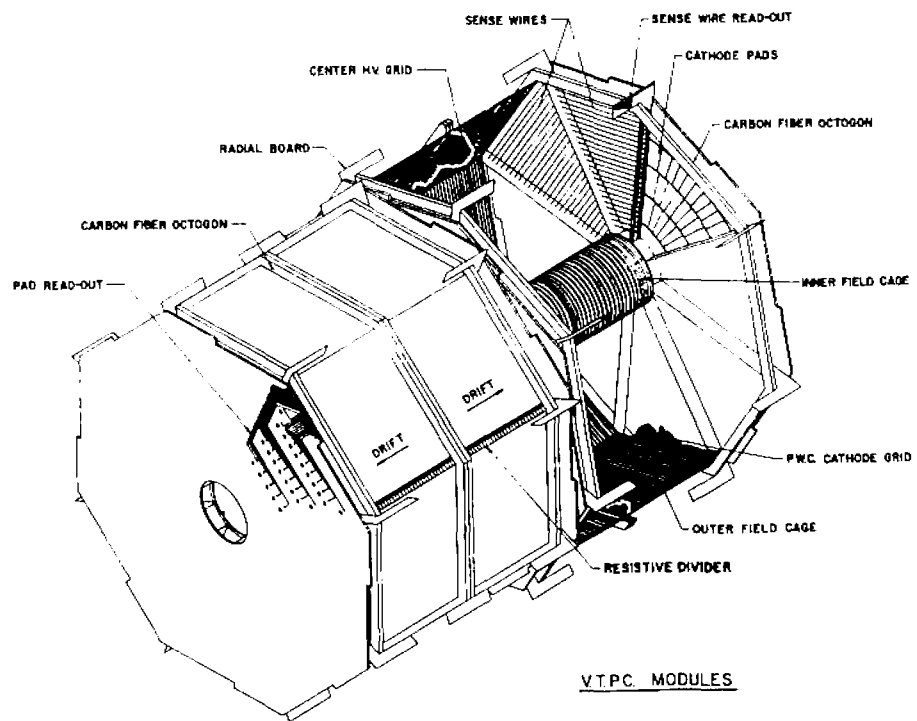 SENSE WIRES
SENSE WIRE READ-OUT
CATHODE PADS
CENTER H.V. GRID
CARBON FIBER OCTOGON
RADIAL BOARD
CARBON FIBER OCTOGON
PAD READ-OUT
INNER FIELD CAGE
DRIFT
DRIFT
P.W.C. CATHODE GRID
OUTER FIELD CAGE
RESISTIVE DIVIDER
V.T.P.C. MODULES